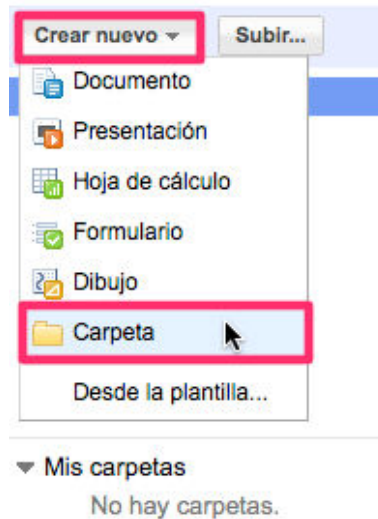 Crear nuevo Subir...
Documento
Presentación
Hoja de cálculo
Formulario
Dibujo
Carpeta
Desde la plantilla...
Mis carpetas
No hay carpetas.